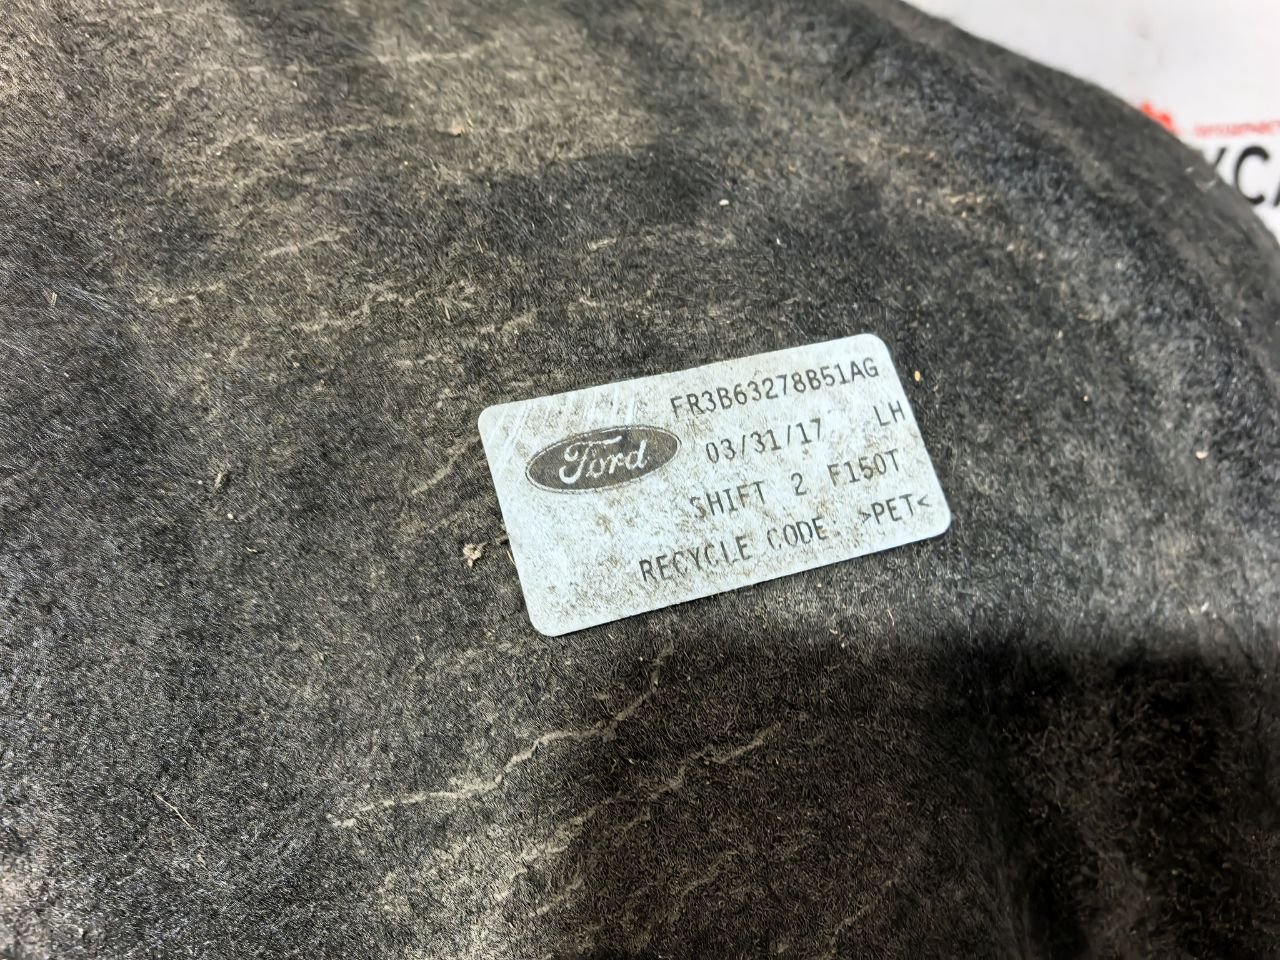 FR3B63278B51AG
Ford
03/31/17 LH
SHIFT 2 F150T
RECYCLE CODE: >PET<